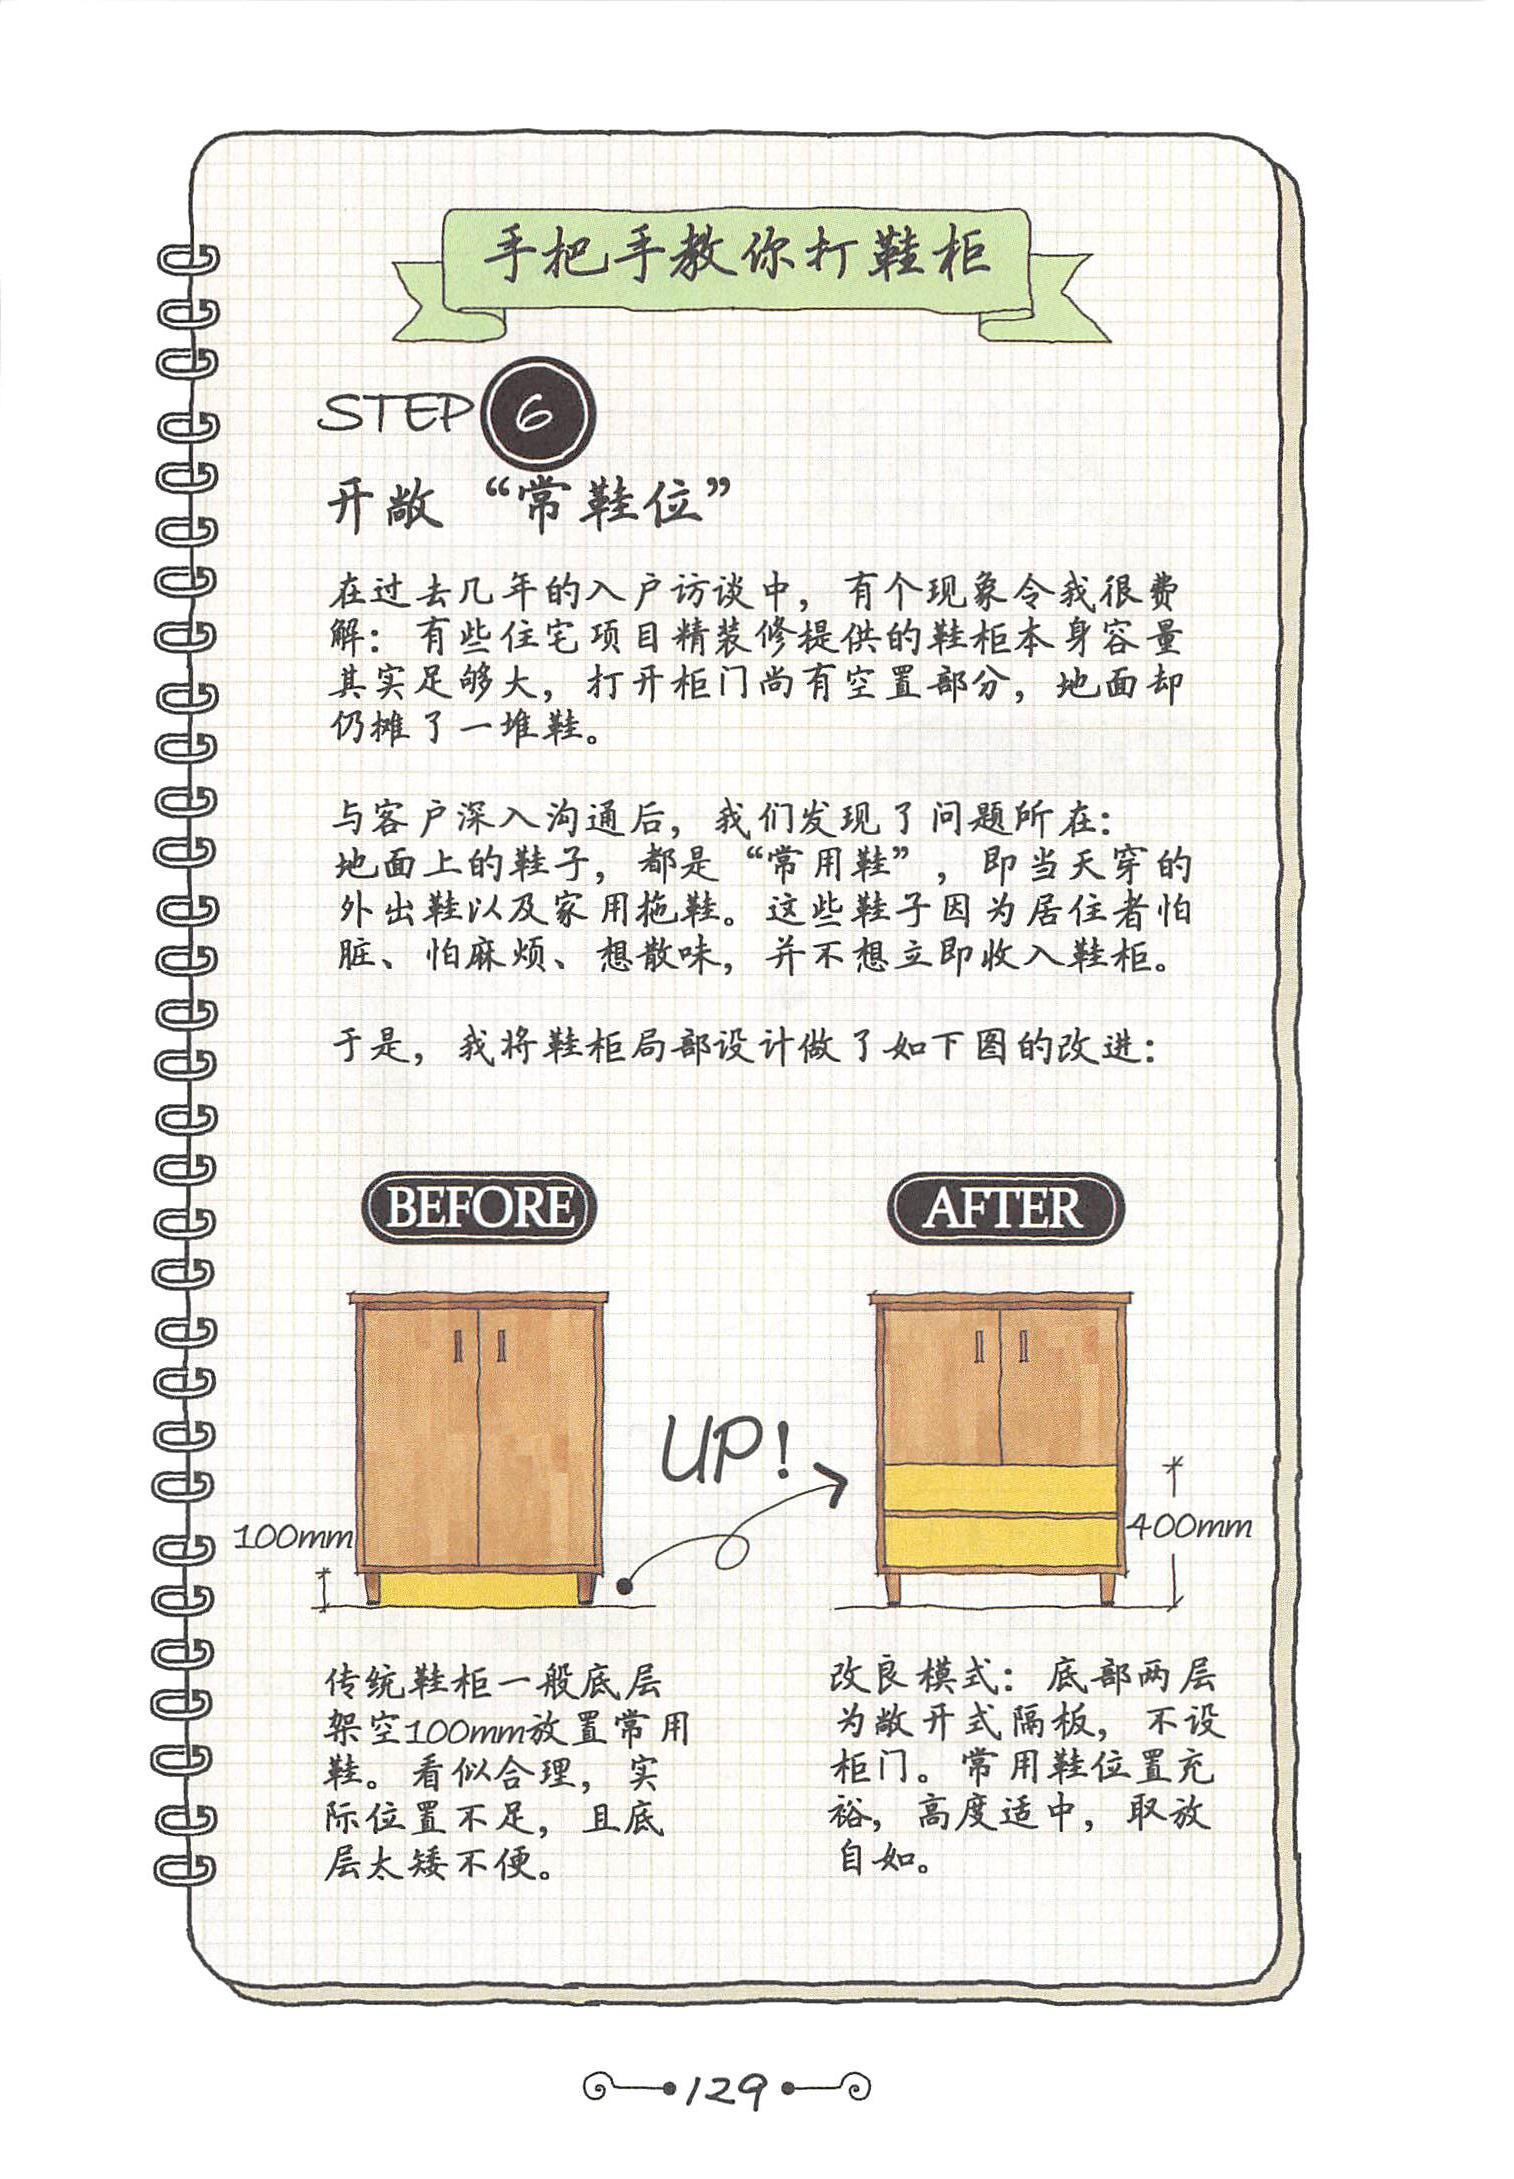 手把手教你打鞋柜
STEP 6
开敞“常鞋位”
在过去几年的入户访谈中，有个现象令我很费
解：有些住宅项目精装修提供的鞋柜本身容量
其实足够大，打开柜门尚有空置部分，地面却
仍摊了一堆鞋。
与客户深入沟通后，我们发现了问题所在：
地面上的鞋子，都是“常用鞋”，即当天穿的
外出鞋以及家用拖鞋。这些鞋子因为居住者怕
脏、怕麻烦、想散味，并不想立即收入鞋柜。
于是，我将鞋柜局部设计做了如下图的改进：
BEFORE
100mm
传统鞋柜一般底层
架空100mm放置常用
鞋。看似合理，实
际位置不足，且底
层太矮不便。
UP!
AFTER
400mm
改良模式：底部两层
为敞开式隔板，不设
柜门。常用鞋位置充
裕，高度适中，取放
自如。
129